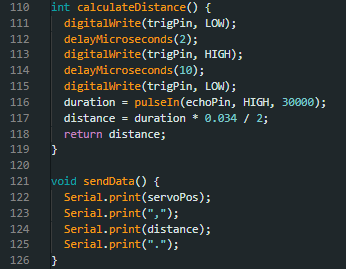 110 int calculateDistance() {
111 digitalWrite(trigPin, LOW);
112 delayMicroseconds(2);
113 digitalWrite(trigPin, HIGH);
114 delayMicroseconds(10);
115 digitalWrite(trigPin, LOW);
116 duration = pulseIn(echoPin, HIGH, 30000);
117 distance = duration * 0.034 / 2;
118 return distance;
119 }
120
121 void sendData() {
122 Serial.print(servoPos);
123 Serial.print(",");
124 Serial.print(distance);
125 Serial.print(".");
126 }